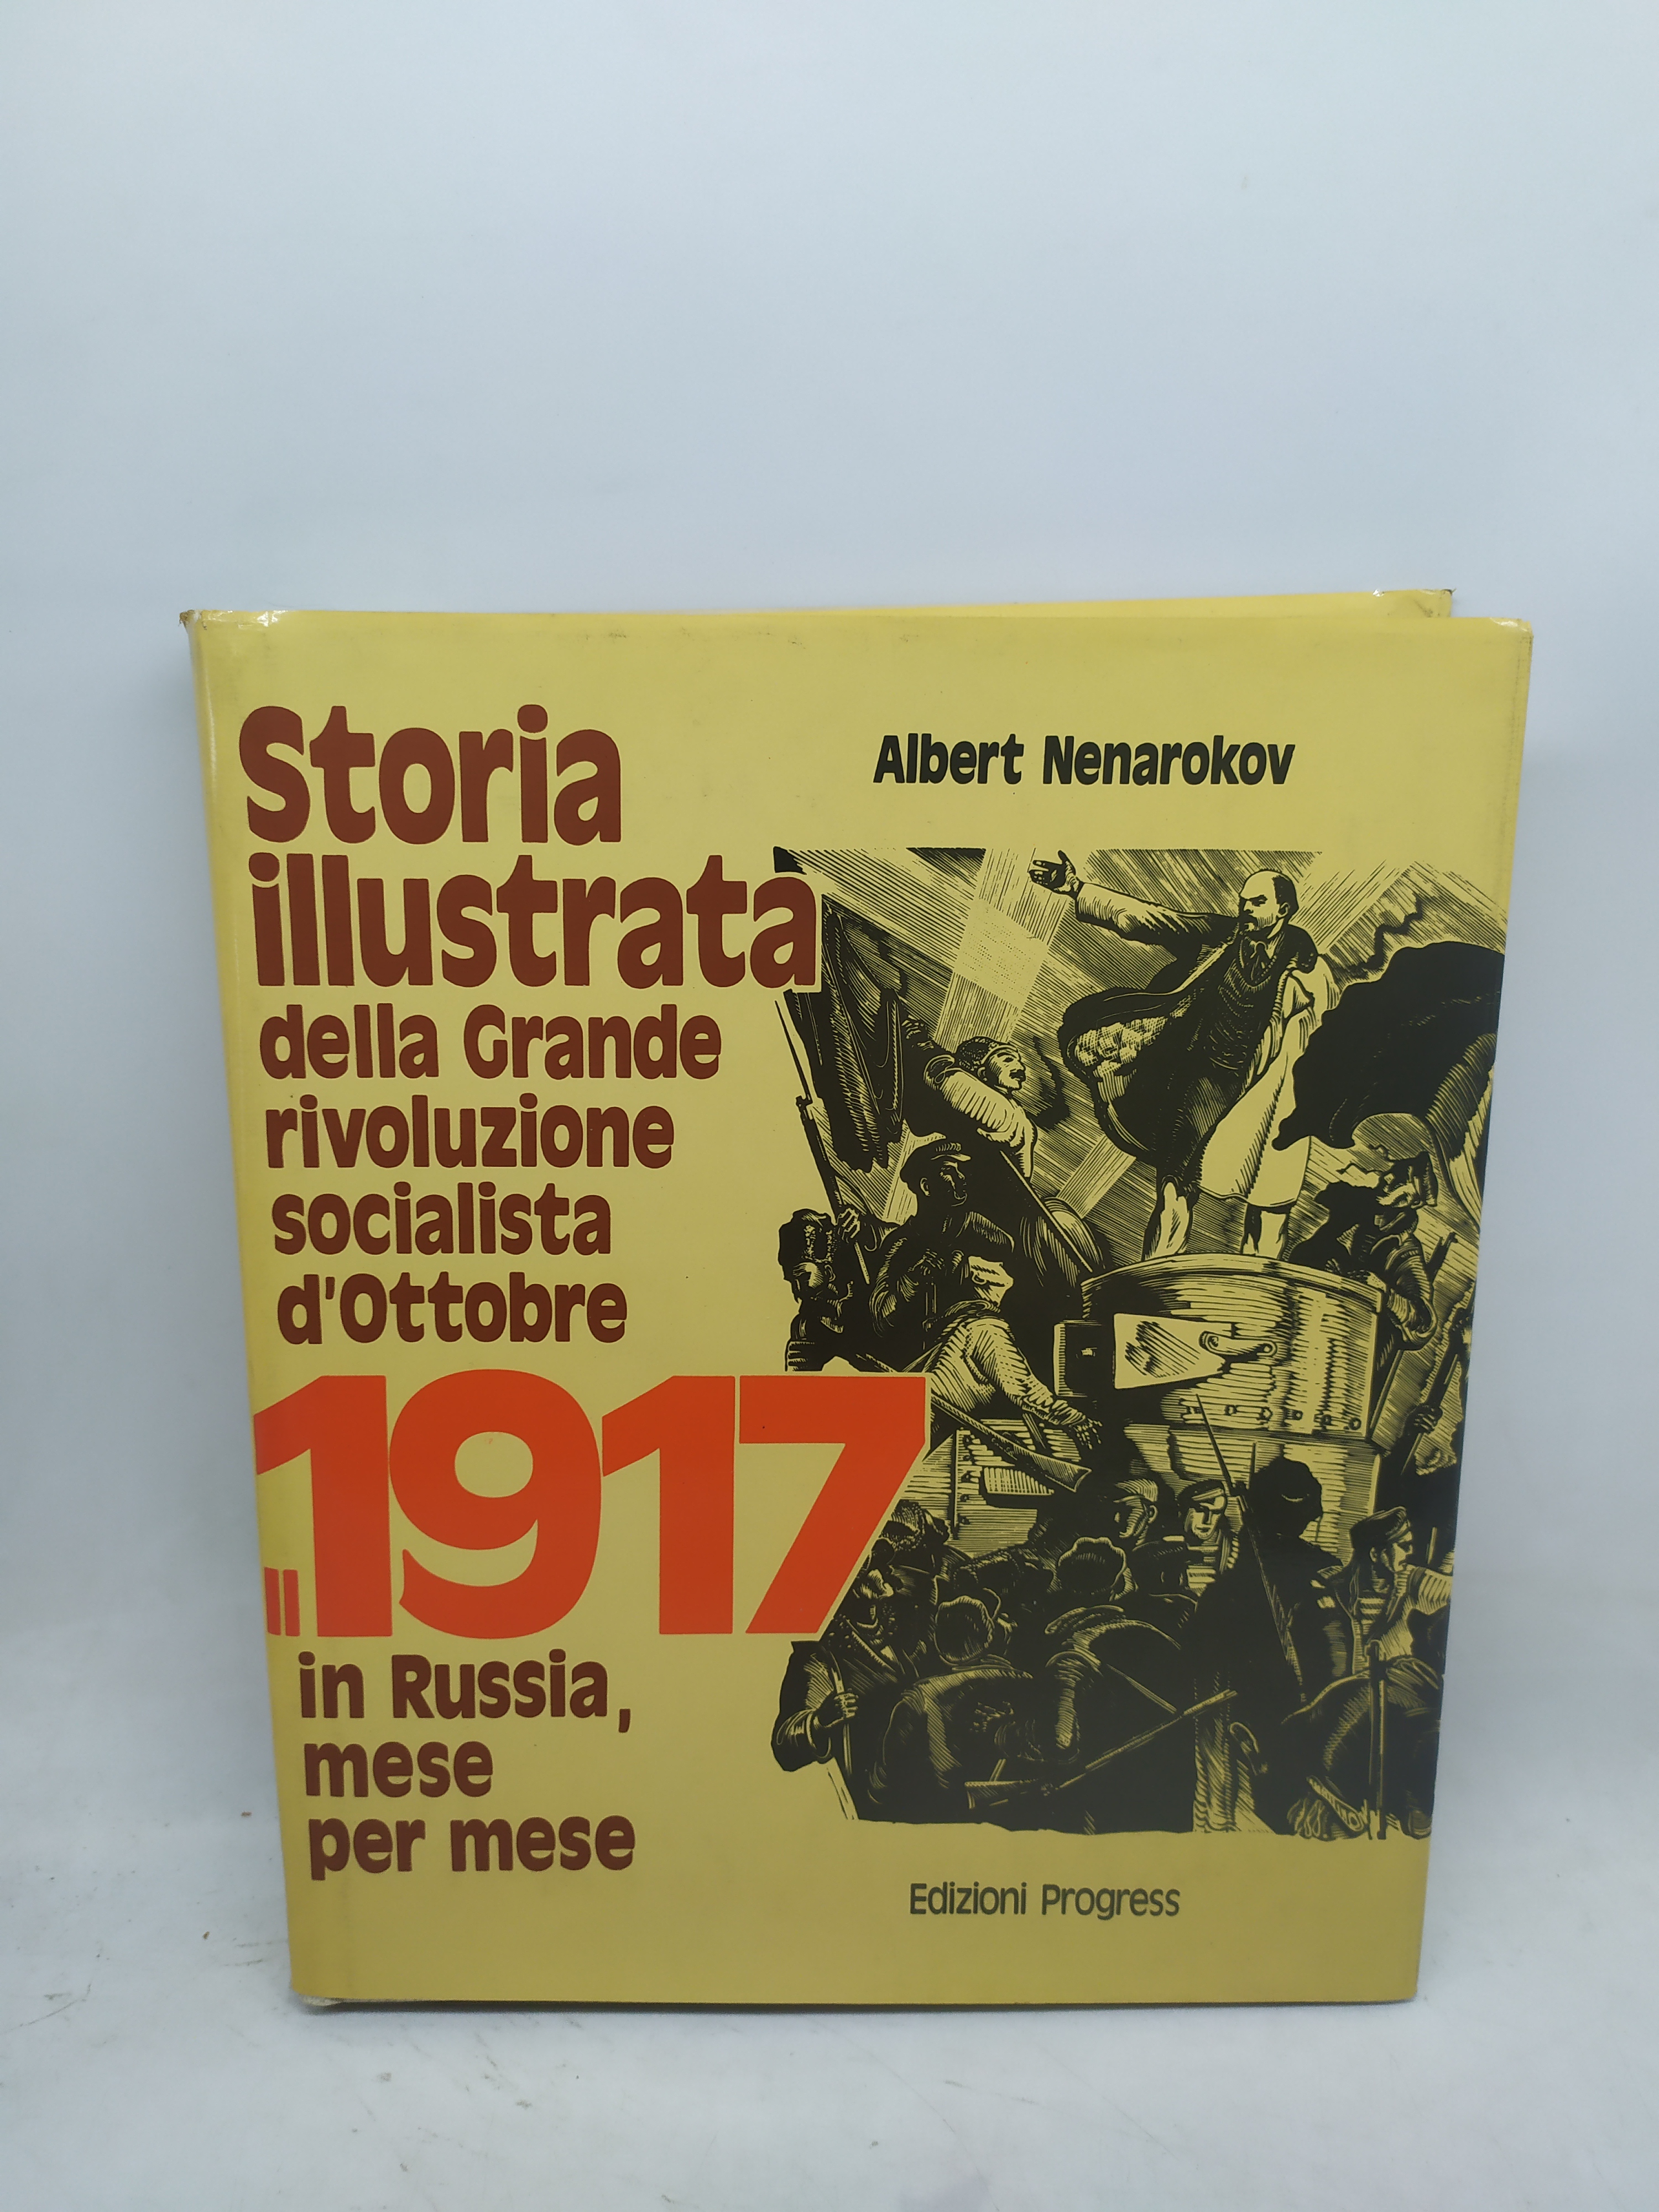 Storia
illustrata
della Grande
rivoluzione
socialista
d'Ottobre
Il 1917
in Russia,
mese
per mese
Albert Nenarokov
Edizioni Progress